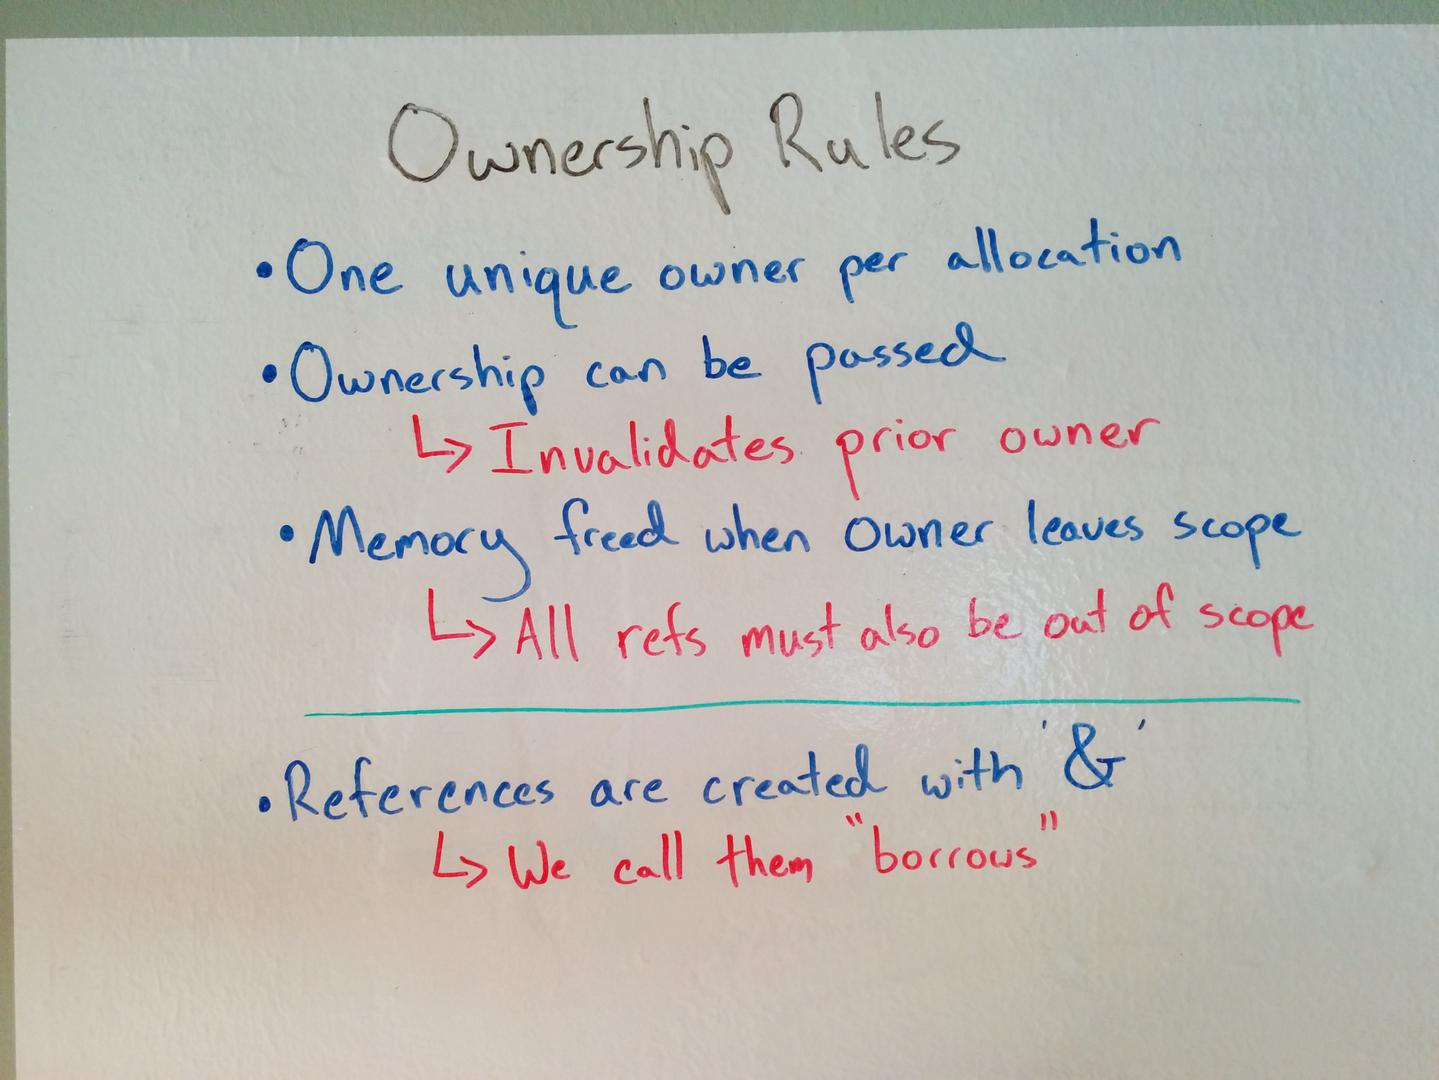 Ownership Rules
• One unique owner per allocation
• Ownership can be passed
↳ Invalidates prior owner
• Memory freed when owner leaves scope
↳ All refs must also be out of scope
• References are created with '&'
↳ We call them "borrows"